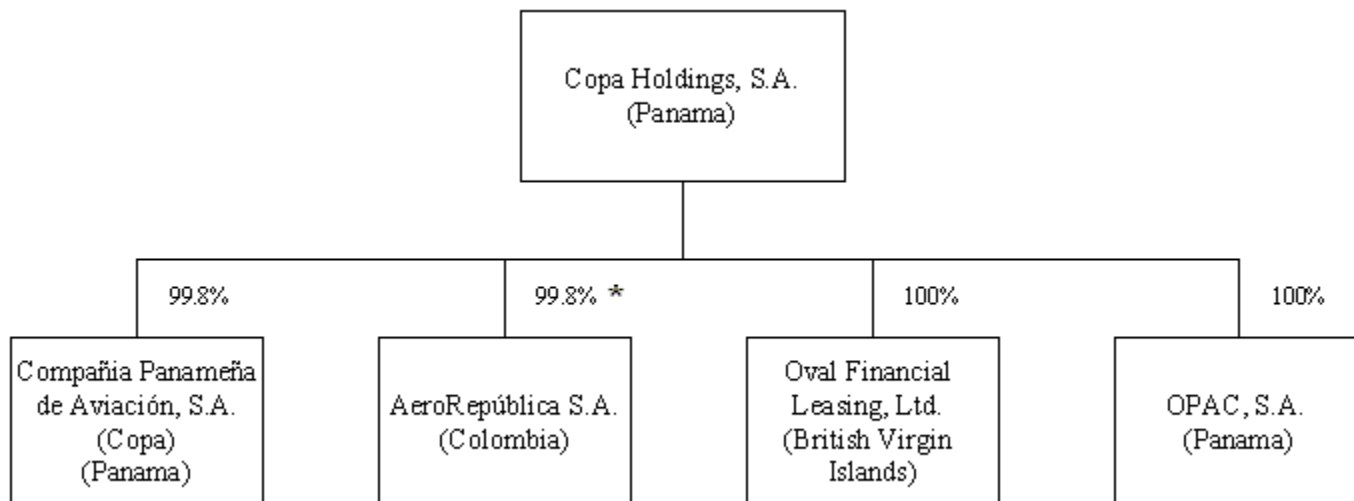 Copa Holdings, S.A.
(Panama)
99.8%
99.8% *
100%
100%
Compañia Panameña
de Aviación, S.A.
(Copa)
(Panama)
AeroRepública S.A.
(Colombia)
Oval Financial
Leasing, Ltd.
(British Virgin
Islands)
OPAC, S.A.
(Panama)